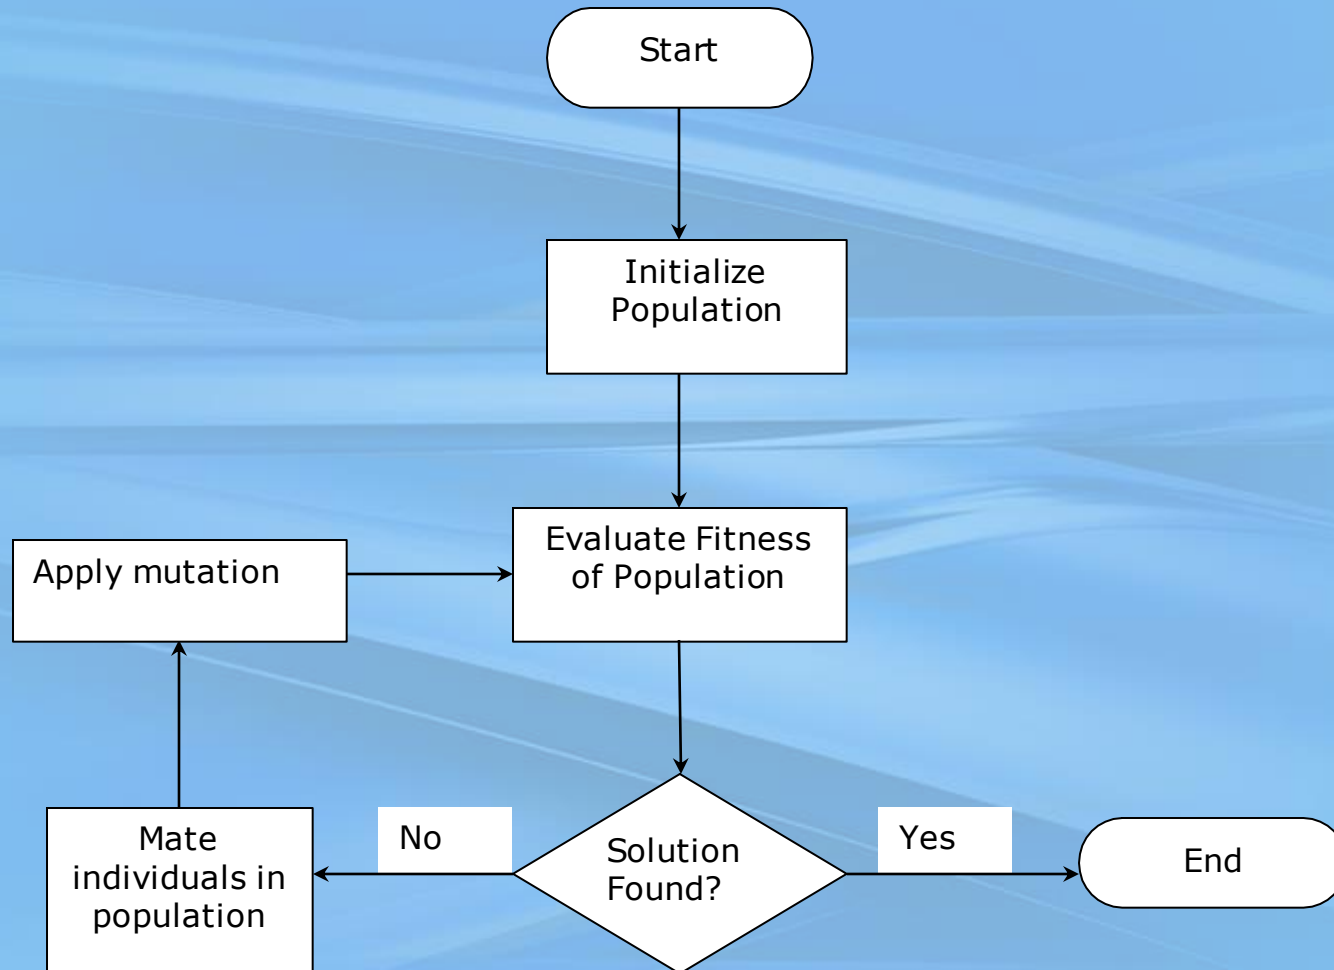 Start
Initialize
Population
Evaluate Fitness
of Population
Apply mutation
Mate
individuals in
population
No
Solution
Found?
Yes
End